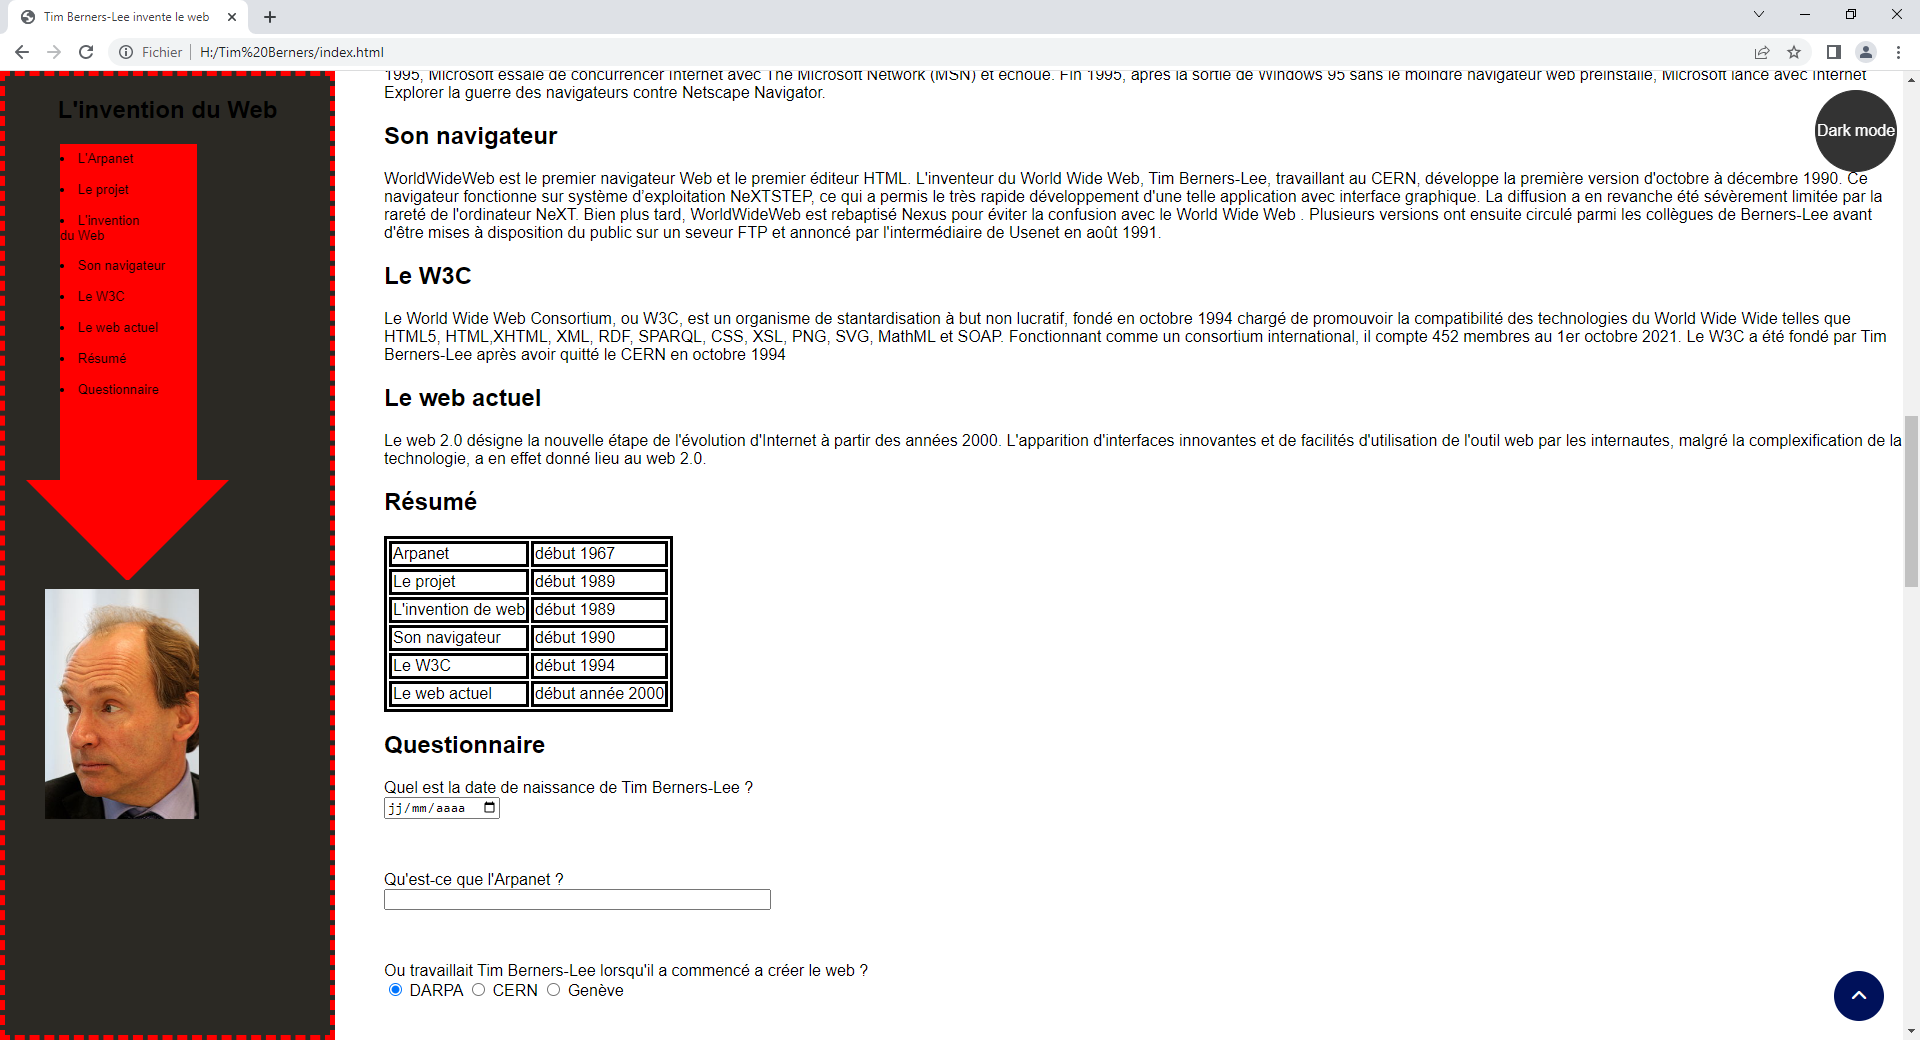 Tim Berners-Lee invente le web
Fichier
H:/Tim%20Berners/index.html
L'invention du Web
• L'Arpanet
• Le projet
• L'invention
du Web
• Son navigateur
• Le W3C
• Le web actuel
• Résumé
• Questionnaire
1995, Microsoft essaie de concurrencer Internet avec The Microsoft Network (MSN) et échoue. Fin 1995, après la sortie de Windows 95 sans le moindre navigateur web préinstallé, Microsoft lance avec Internet
Explorer la guerre des navigateurs contre Netscape Navigator.
Dark mode
Son navigateur
WorldWideWeb est le premier navigateur Web et le premier éditeur HTML. L'inventeur du World Wide Web, Tim Berners-Lee, travaillant au CERN, développe la première version d'octobre à décembre 1990. Ce
navigateur fonctionne sur système d'exploitation NeXTSTEP, ce qui a permis le très rapide développement d'une telle application avec interface graphique. La diffusion a en revanche été sévèrement limitée par la
rareté de l'ordinateur NeXT. Bien plus tard, WorldWideWeb est rebaptisé Nexus pour éviter la confusion avec le World Wide Web . Plusieurs versions ont ensuite circulé parmi les collègues de Berners-Lee avant
d'être mises à disposition du public sur un seveur FTP et annoncé par l'intermédiaire de Usenet en août 1991.
Le W3C
Le World Wide Web Consortium, ou W3C, est un organisme de stantardisation à but non lucratif, fondé en octobre 1994 chargé de promouvoir la compatibilité des technologies du World Wide Wide telles que
HTML5, HTML,XHTML, XML, RDF, SPARQL, CSS, XSL, PNG, SVG, MathML et SOAP. Fonctionnant comme un consortium international, il compte 452 membres au 1er octobre 2021. Le W3C a été fondé par Tim
Berners-Lee après avoir quitté le CERN en octobre 1994
Le web actuel
Le web 2.0 désigne la nouvelle étape de l'évolution d'Internet à partir des années 2000. L'apparition d'interfaces innovantes et de facilités d'utilisation de l'outil web par les internautes, malgré la complexification de la
technologie, a en effet donné lieu au web 2.0.
Résumé
Arpanet début 1967
Le projet début 1989
L'invention de web début 1989
Son navigateur début 1990
Le W3C début 1994
Le web actuel début année 2000
Questionnaire
Quel est la date de naissance de Tim Berners-Lee ?
jj/mm/aaaa
Qu'est-ce que l'Arpanet ?
Ou travaillait Tim Berners-Lee lorsqu'il a commencé a créer le web ?
DARPA CERN Genève